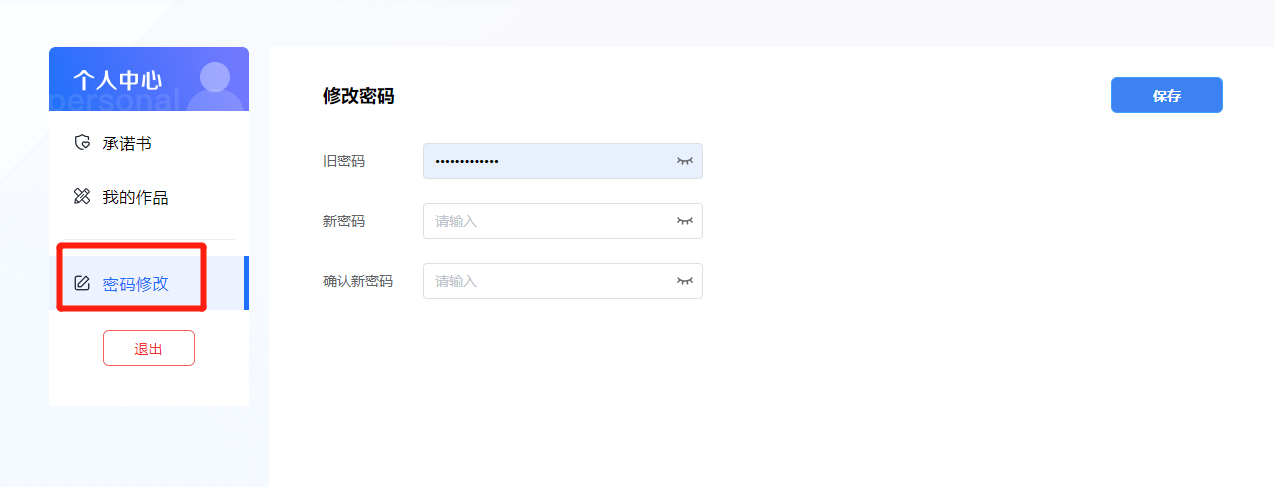 个人中心
personal
承诺书
我的作品
密码修改
退出
修改密码
保存
旧密码
•••••••••••••
新密码
请输入
确认新密码
请输入